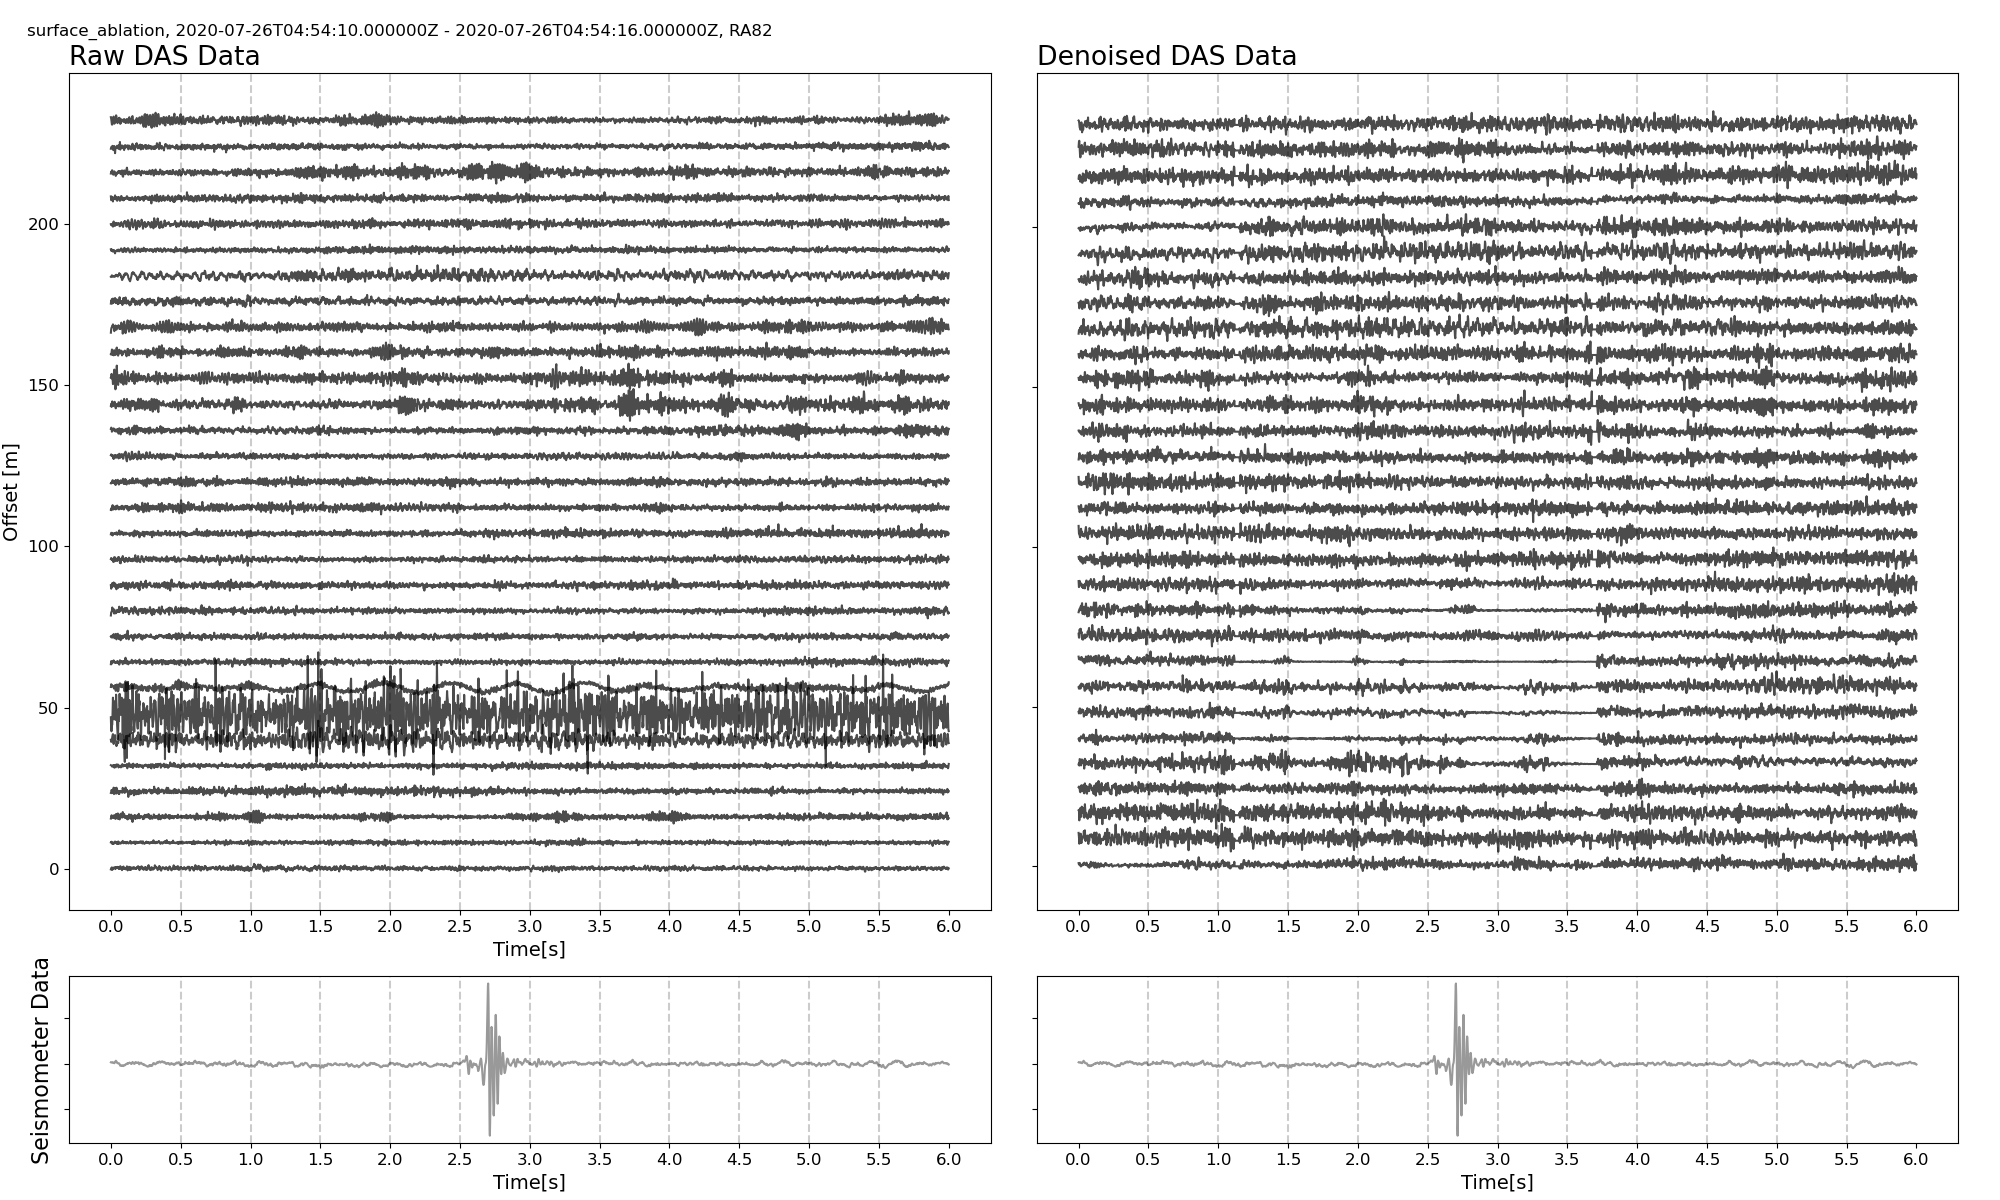 surface_ablation, 2020-07-26T04:54:10.000000Z - 2020-07-26T04:54:16.000000Z, RA82
Raw DAS Data
Denoised DAS Data
Offset [m]
200
150
100
50
0
0.0 0.5 1.0 1.5 2.0 2.5 3.0 3.5 4.0 4.5 5.0 5.5 6.0
Time[s]
0.0 0.5 1.0 1.5 2.0 2.5 3.0 3.5 4.0 4.5 5.0 5.5 6.0
Seismometer Data
0.0 0.5 1.0 1.5 2.0 2.5 3.0 3.5 4.0 4.5 5.0 5.5 6.0
Time[s]
0.0 0.5 1.0 1.5 2.0 2.5 3.0 3.5 4.0 4.5 5.0 5.5 6.0
Time[s]